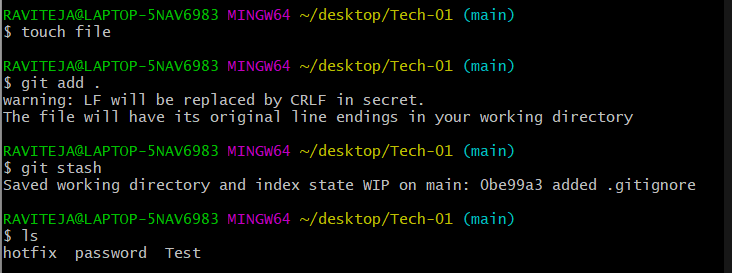 RAVITEJA@LAPTOP-5NAV6983 MINGW64 ~/desktop/Tech-01 (main)
$ touch file
RAVITEJA@LAPTOP-5NAV6983 MINGW64 ~/desktop/Tech-01 (main)
$ git add .
warning: LF will be replaced by CRLF in secret.
The file will have its original line endings in your working directory
RAVITEJA@LAPTOP-5NAV6983 MINGW64 ~/desktop/Tech-01 (main)
$ git stash
Saved working directory and index state WIP on main: 0be99a3 added .gitignore
RAVITEJA@LAPTOP-5NAV6983 MINGW64 ~/desktop/Tech-01 (main)
$ ls
hotfix  password  Test